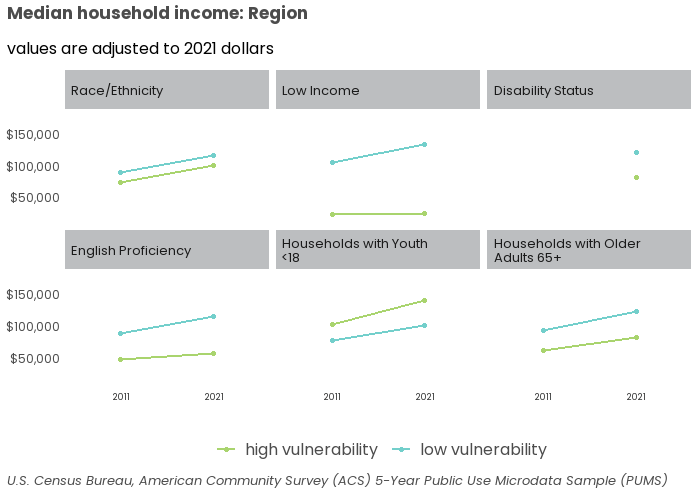 Median household income: Region
values are adjusted to 2021 dollars
Race/Ethnicity
Low Income
Disability Status
$150,000
$100,000
$50,000
English Proficiency
Households with Youth
<18
Households with Older
Adults 65+
$150,000
$100,000
$50,000
2011
2021
2011
2021
2011
2021
high vulnerability
low vulnerability
U.S. Census Bureau, American Community Survey (ACS) 5-Year Public Use Microdata Sample (PUMS)